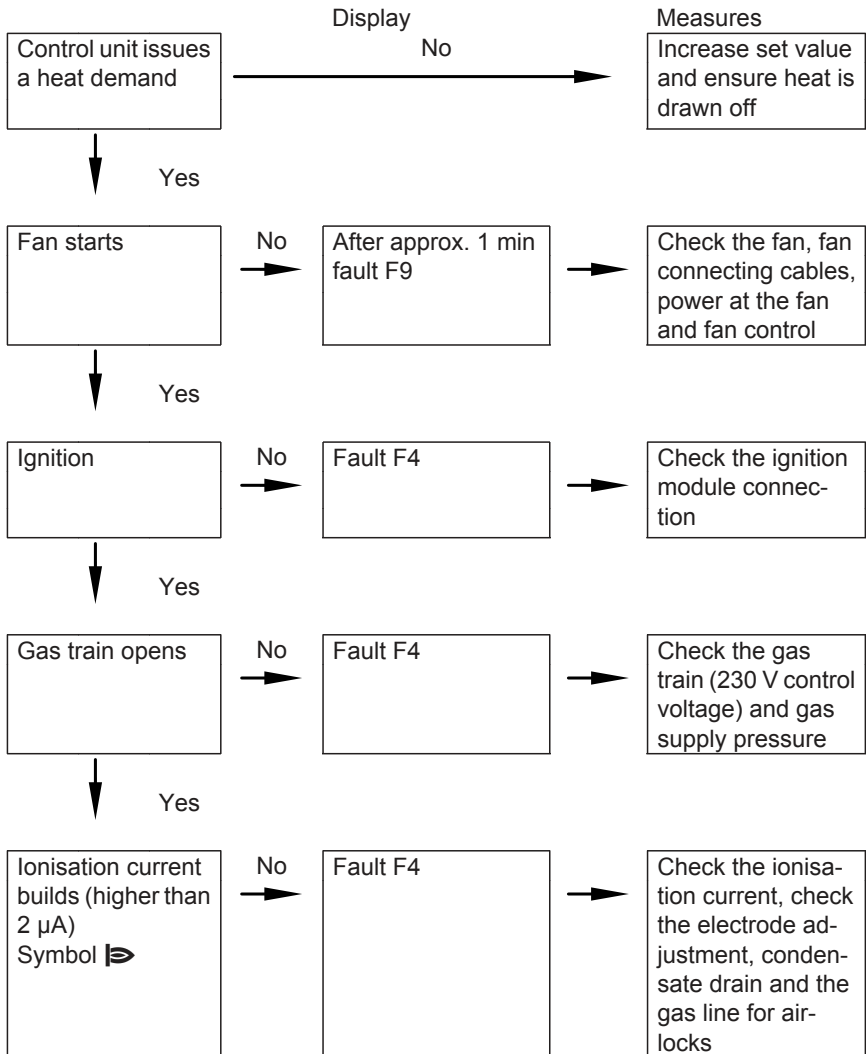 Display
Measures
Control unit issues
a heat demand
No
Increase set value
and ensure heat is
drawn off
Yes
Fan starts
No
After approx. 1 min
fault F9
Check the fan, fan
connecting cables,
power at the fan
and fan control
Yes
Ignition
No
Fault F4
Check the ignition
module connec-
tion
Yes
Gas train opens
No
Fault F4
Check the gas
train (230 V control
voltage) and gas
supply pressure
Yes
Ionisation current
builds (higher than
2 μA)
Symbol
No
Fault F4
Check the ionisa-
tion current, check
the electrode ad-
justment, conden-
sate drain and the
gas line for air-
locks